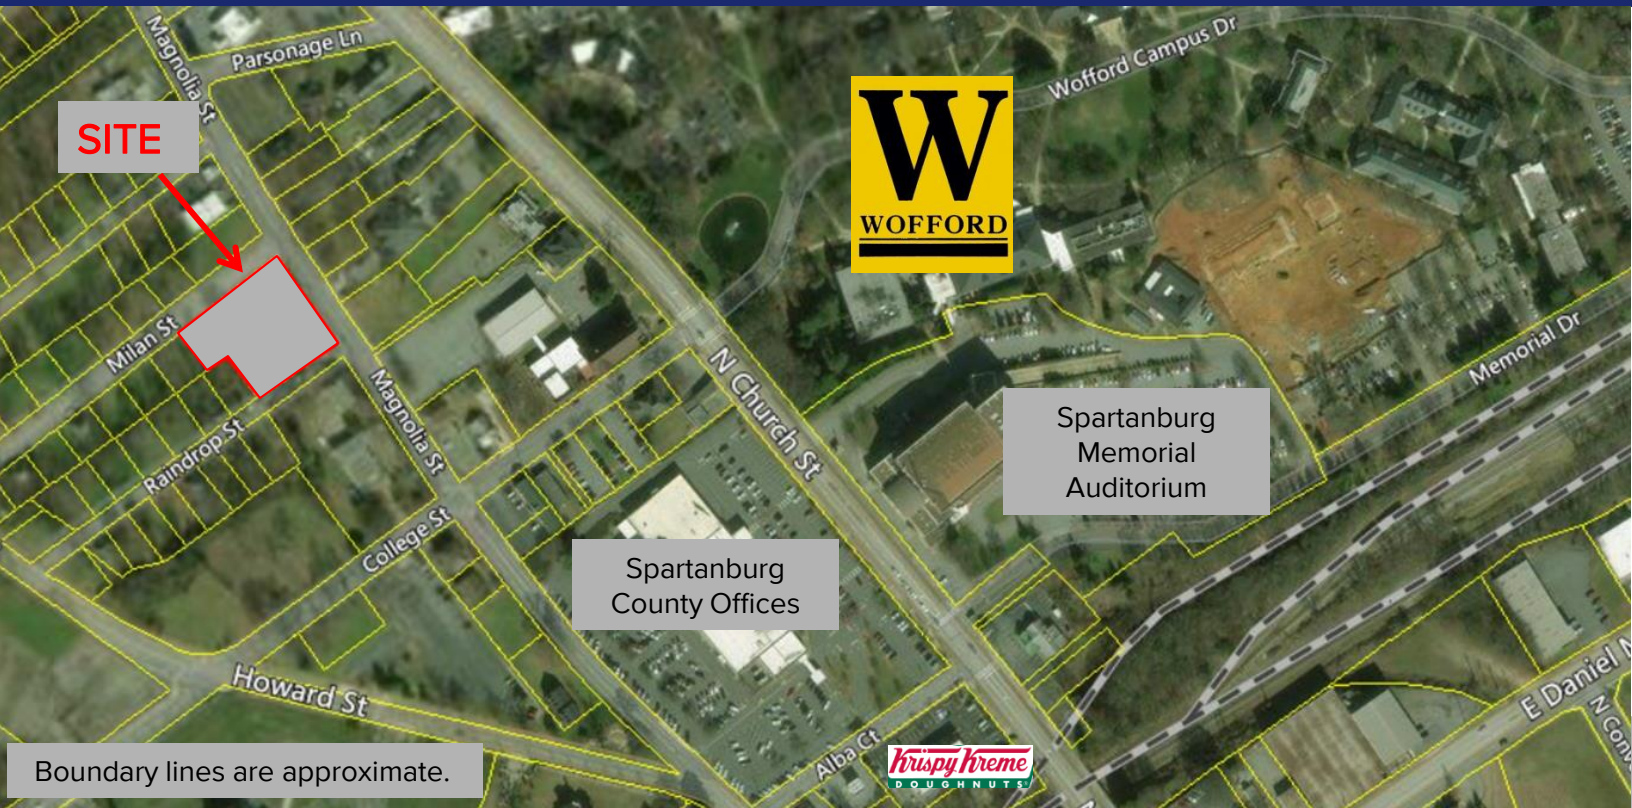 Magnolia St
Parsonage Ln
Wofford Campus Dr
SITE
W
WOFFORD
Milan St
Memorial Dr
N Church St
Magnolia St
Spartanburg
Memorial
Auditorium
Raindrop St
College St
Spartanburg
County Offices
Howard St
E Daniel M
N Conv
Alba Ct
Krispy Kreme
DOUGHNUTS
Boundary lines are approximate.